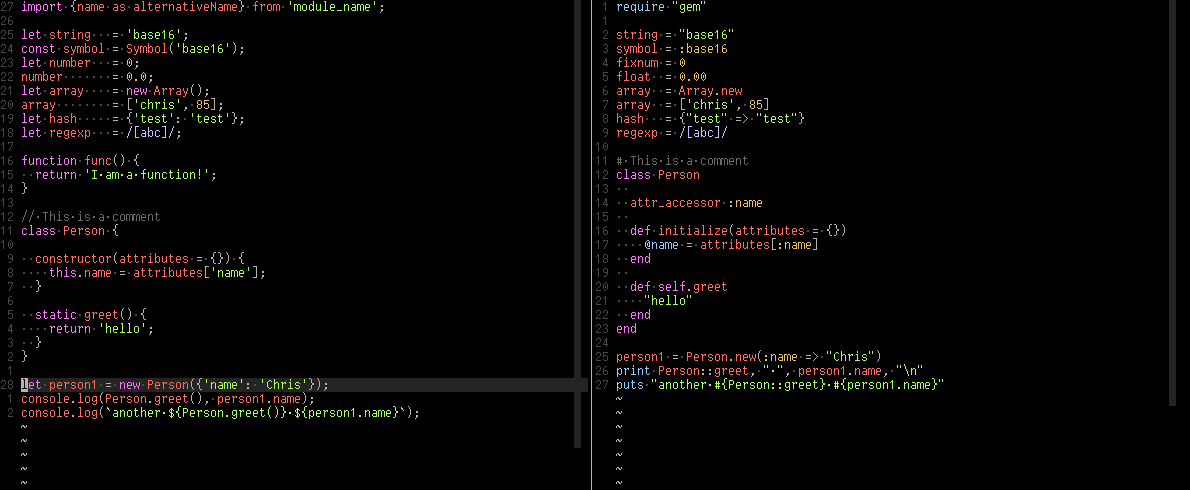 27 import {name as alternativeName} from 'module_name';
26
25 let string   = 'base16';
24 const symbol = Symbol('base16');
23 let number   = 0;
22 number       = 0.0;
21 let array    = new Array();
20 array        = ['chris', 85];
19 let hash     = {'test': 'test'};
18 let regexp   = /[abc]/;
17
16 function func() {
15   return 'I am a function!';
14 }
13
12 // This is a comment
11 class Person {
10
9   constructor(attributes = {}) {
8     this.name = attributes['name'];
7   }
6
5   static greet() {
4     return 'hello';
3   }
2 }
1
28 let person1 = new Person({'name': 'Chris'});
1 console.log(Person.greet(), person1.name);
2 console.log(`another ${Person.greet()} ${person1.name}`);
~
~
~
~
~
1 require "gem"
1
2 string = "base16"
3 symbol = :base16
4 fixnum = 0
5 float  = 0.00
6 array  = Array.new
7 array  = ['chris', 85]
8 hash   = {"test" => "test"}
9 regexp = /[abc]/
10
11 # This is a comment
12 class Person
13
14   attr_accessor :name
15
16   def initialize(attributes = {})
17     @name = attributes[:name]
18   end
19
20   def self.greet
21     "hello"
22   end
23 end
24
25 person1 = Person.new(:name => "Chris")
26 print Person::greet, " ", person1.name, "\n"
27 puts "another #{Person::greet} #{person1.name}"
~
~
~
~
~
~
~